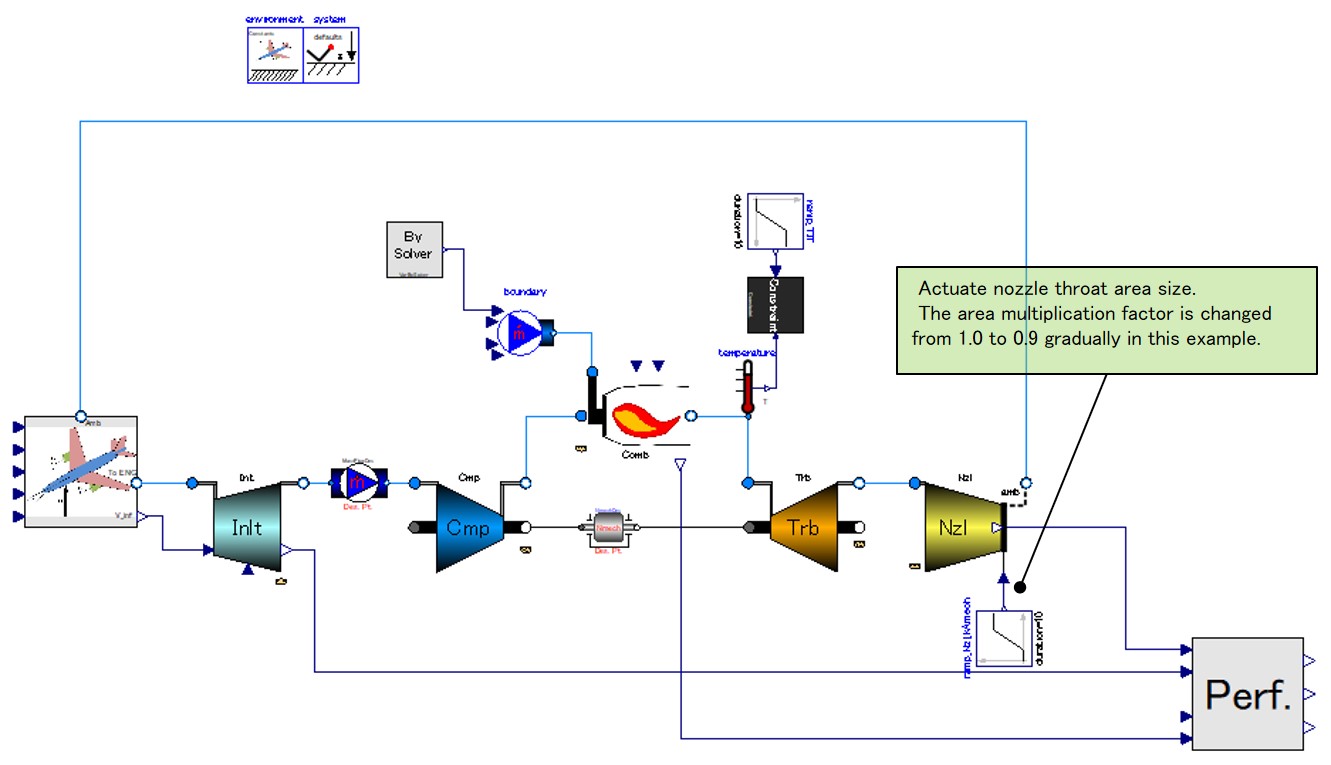 environment system
Constants
defaults
ramp_TIT
duration=10
By
Solver
boundary
ṁ
Constraint
temperature
T
Actuate nozzle throat area size.
The area multiplication factor is changed
from 1.0 to 0.9 gradually in this example.
Amb
To ENG
V_inf
Inlt
Des. Pt.
ṁ
Cmp
Cmp
Comb
Nmech
Des. Pt.
Trb
Trb
Nzl
Nzl
amb
duration=10
Perf.